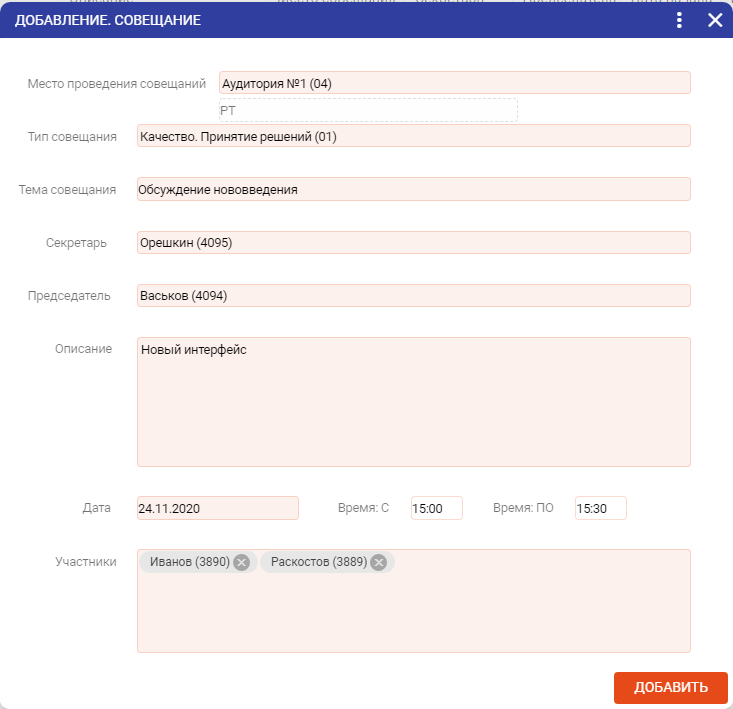 ДОБАВЛЕНИЕ. СОВЕЩАНИЕ
Место проведения совещаний Аудитория №1 (04)
РТ
Тип совещания Качество. Принятие решений (01)
Тема совещания Обсуждение нововведения
Секретарь Орешкин (4095)
Председатель Васьков (4094)
Описание Новый интерфейс
Дата 24.11.2020 Время: С 15:00 Время: ПО 15:30
Участники Иванов (3890) Раскостов (3889)
ДОБАВИТЬ